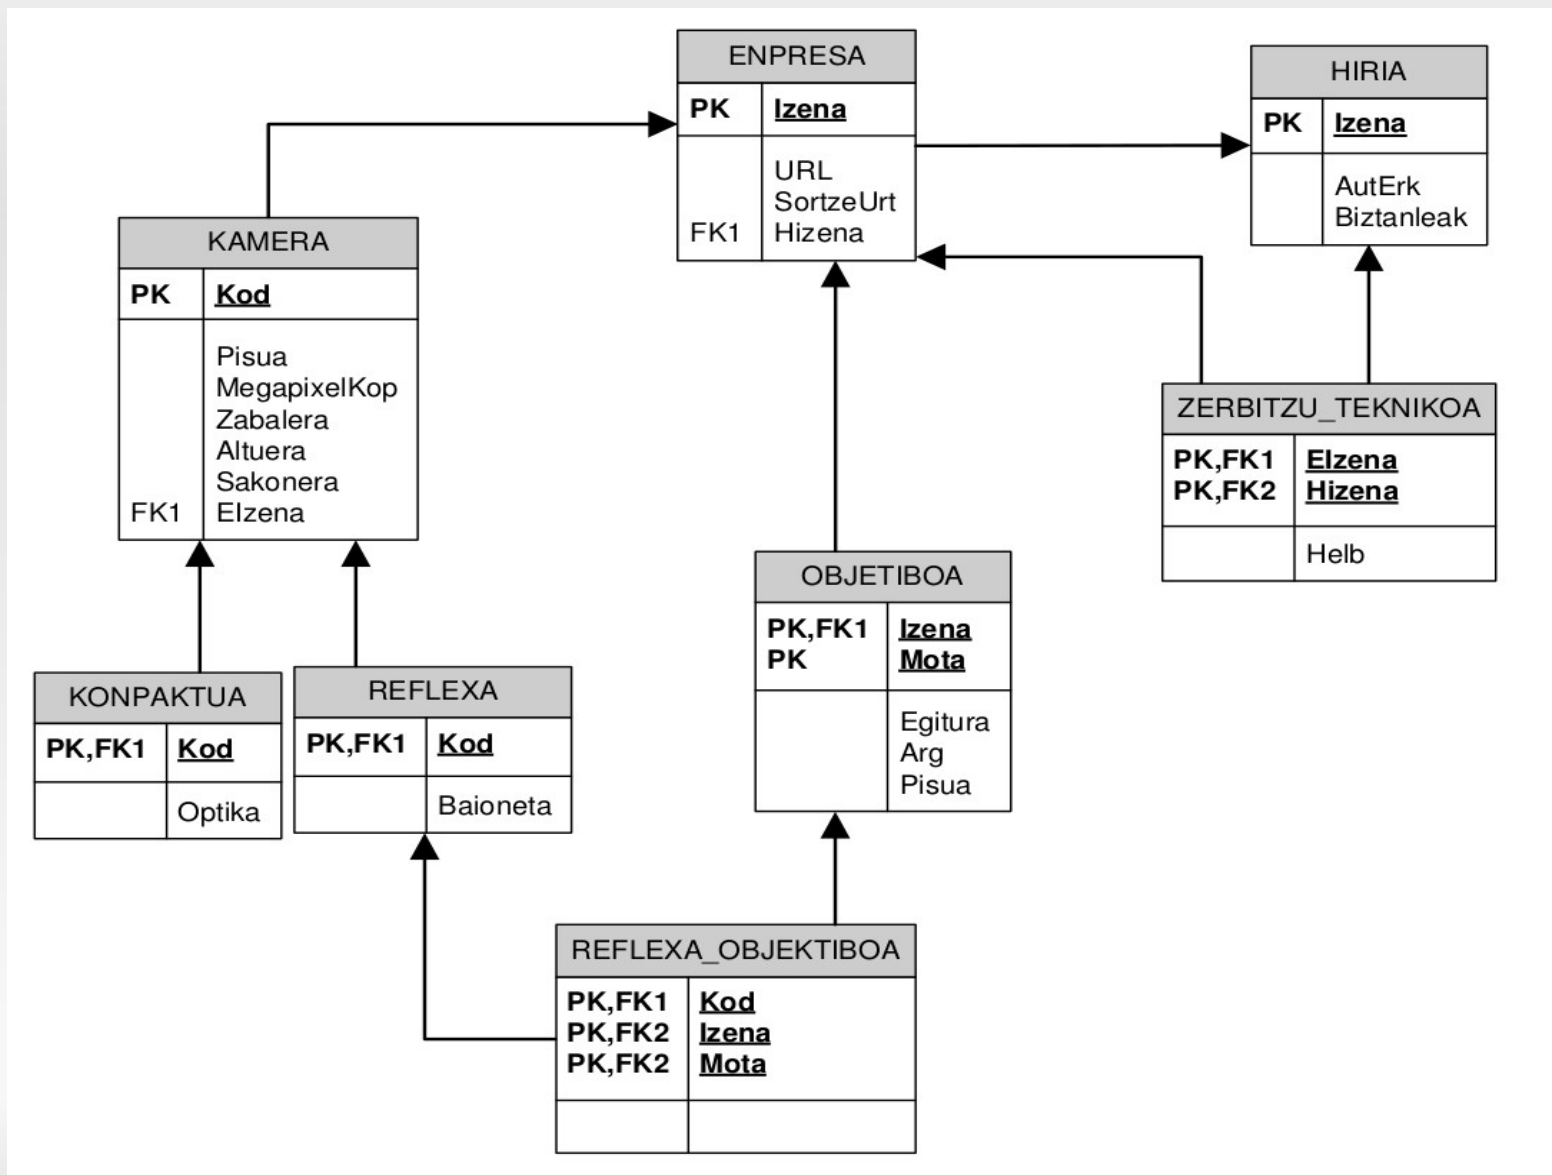 ENPRESA
PK Izena
URL
SortzeUrt
FK1 Hizena
HIRIA
PK Izena
AutErk
Biztanleak
KAMERA
PK Kod
Pisua
MegapixelKop
Zabalera
Altuera
Sakonera
FK1 EIzena
ZERBITZU_TEKNIKOA
PK,FK1 EIzena
PK,FK2 Hizena
Helb
OBJETIBOA
PK,FK1 Izena
PK Mota
Egitura
Arg
Pisua
KONPAKTUA
PK,FK1 Kod
Optika
REFLEXA
PK,FK1 Kod
Baioneta
REFLEXA_OBJEKTIBOA
PK,FK1 Kod
PK,FK2 Izena
PK,FK2 Mota